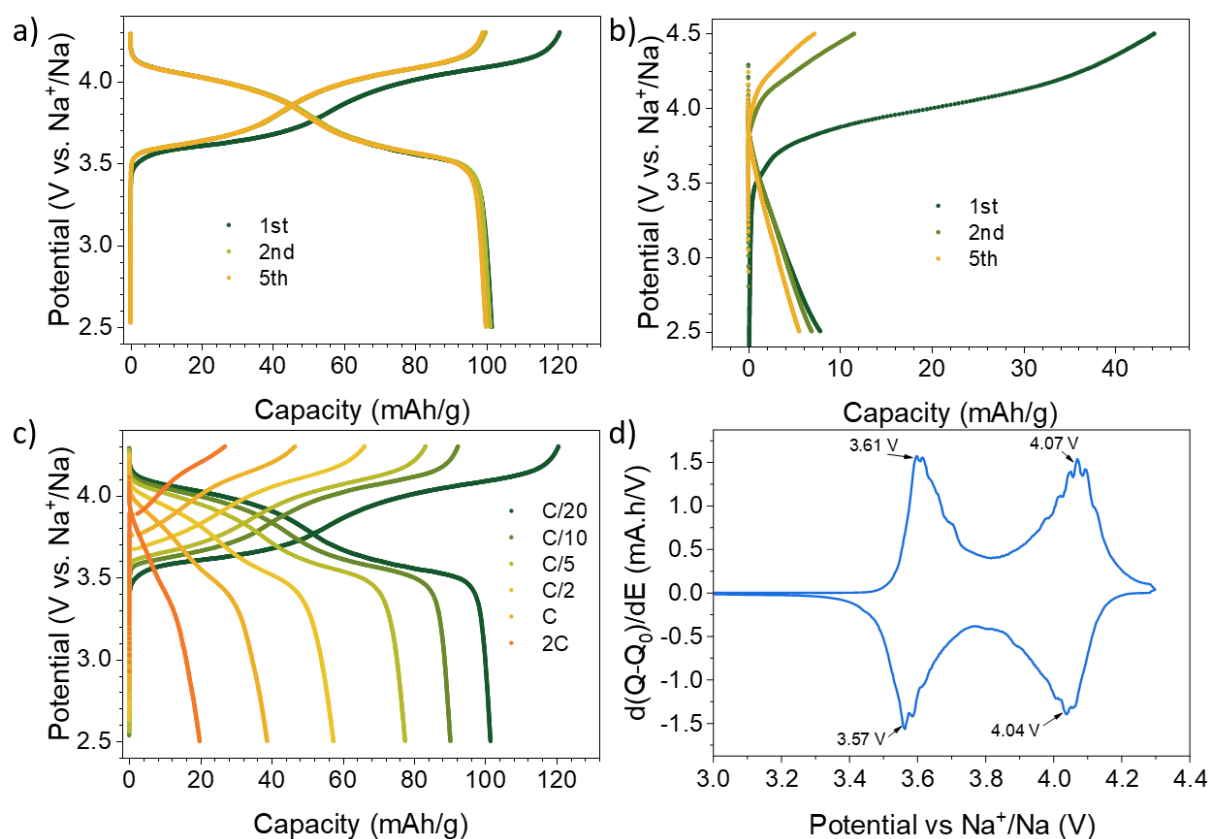 a)
Potential (V vs. Na⁺/Na)
4.0
3.5
3.0
2.5
1st
2nd
5th
0 20 40 60 80 100 120
Capacity (mAh/g)
b)
Potential (V vs. Na⁺/Na)
4.5
4.0
3.5
3.0
2.5
1st
2nd
5th
0 10 20 30 40
Capacity (mAh/g)
c)
Potential (V vs. Na⁺/Na)
4.0
3.5
3.0
2.5
C/20
C/10
C/5
C/2
C
2C
0 20 40 60 80 100 120
Capacity (mAh/g)
d)
d(Q-Q₀)/dE (mA.h/V)
1.5
1.0
0.5
0.0
-0.5
-1.0
-1.5
3.61 V
4.07 V
3.57 V
4.04 V
3.0 3.2 3.4 3.6 3.8 4.0 4.2 4.4
Potential vs Na⁺/Na (V)